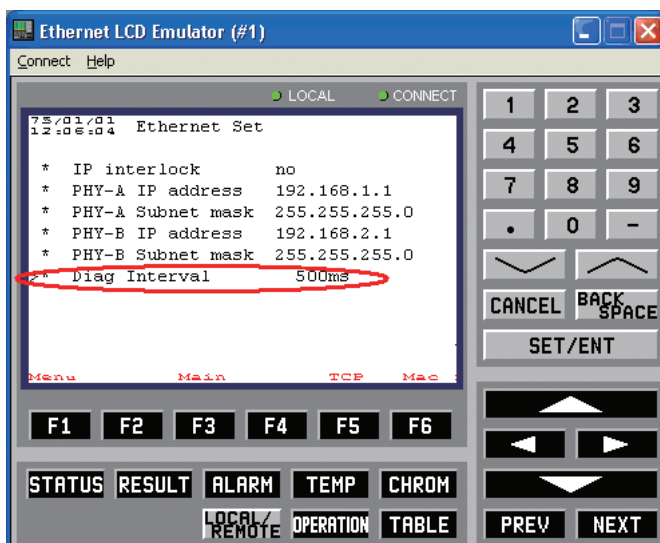 Ethernet LCD Emulator (#1)
Connect Help
LOCAL CONNECT
75/01/01
12:06:04 Ethernet Set
* IP interlock no
* PHY-A IP address 192.168.1.1
* PHY-A Subnet mask 255.255.255.0
* PHY-B IP address 192.168.2.1
* PHY-B Subnet mask 255.255.255.0
>* Diag Interval 500ms
Menu Main TCP Mac
F1 F2 F3 F4 F5 F6
STATUS RESULT ALARM TEMP CHROM
LOCAL/REMOTE OPERATION TABLE
1 2 3
4 5 6
7 8 9
. 0 -
CANCEL BACK SPACE
SET/ENT
PREV NEXT